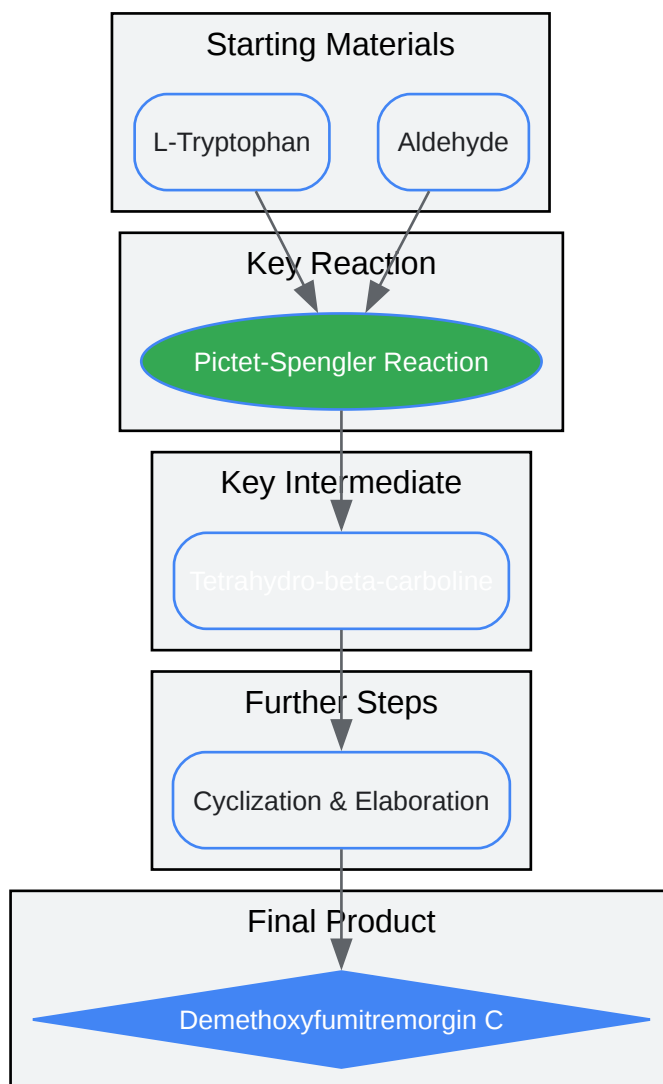 Starting Materials
L-Tryptophan
Aldehyde
Key Reaction
Pictet-Spengler Reaction
Key Intermediate
Tetrahydro-beta-carboline
Further Steps
Cyclization & Elaboration
Final Product
Demethoxyfumitremorgin C